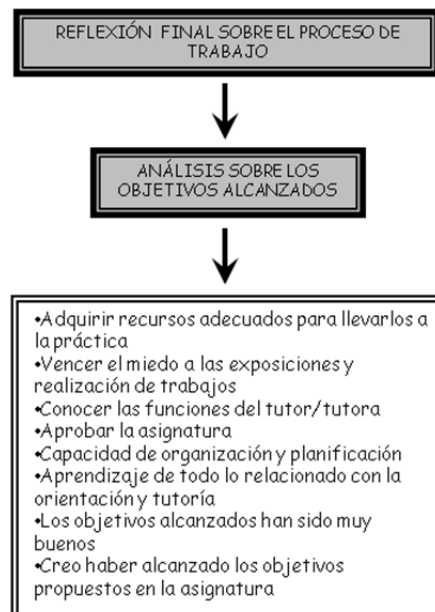 REFLEXIÓN FINAL SOBRE EL PROCESO DE
TRABAJO
ANÁLISIS SOBRE LOS
OBJETIVOS ALCANZADOS
•Adquirir recursos adecuados para llevarlos a
la práctica
•Vencer el miedo a las exposiciones y
realización de trabajos
•Conocer las funciones del tutor/tutora
•Aprobar la asignatura
•Capacidad de organización y planificación
•Aprendizaje de todo lo relacionado con la
orientación y tutoría
•Los objetivos alcanzados han sido muy
buenos
•Creo haber alcanzado los objetivos
propuestos en la asignatura